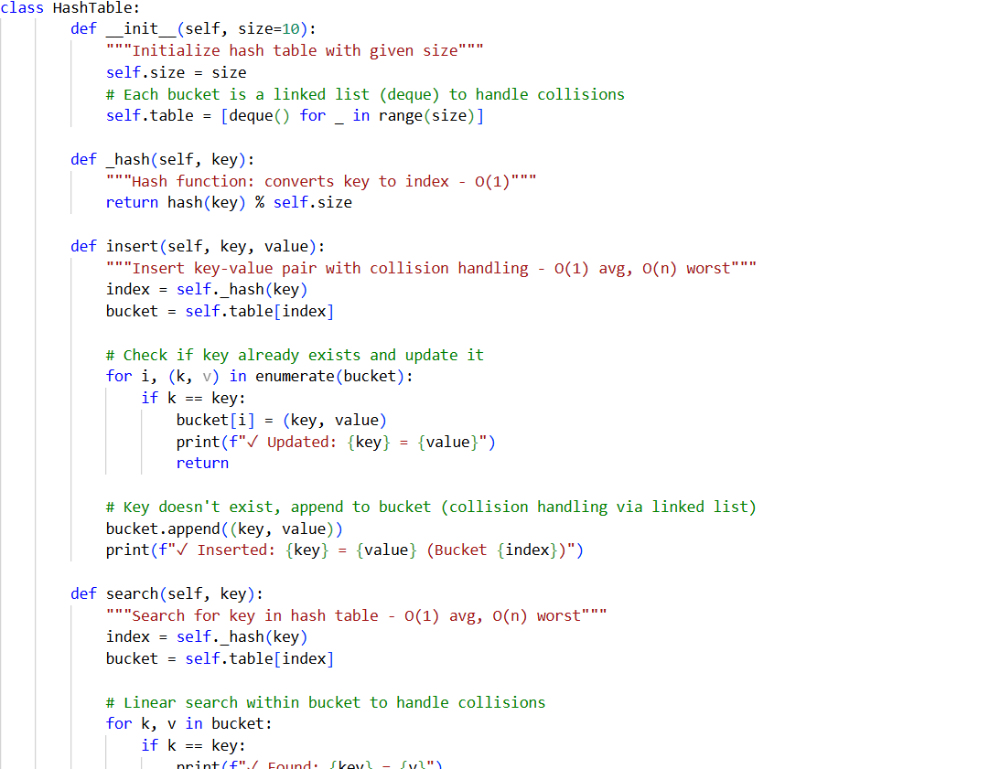 class HashTable:
def __init__(self, size=10):
"""Initialize hash table with given size"""
self.size = size
# Each bucket is a linked list (deque) to handle collisions
self.table = [deque() for _ in range(size)]
def _hash(self, key):
"""Hash function: converts key to index - O(1)"""
return hash(key) % self.size
def insert(self, key, value):
"""Insert key-value pair with collision handling - O(1) avg, O(n) worst"""
index = self._hash(key)
bucket = self.table[index]
# Check if key already exists and update it
for i, (k, v) in enumerate(bucket):
if k == key:
bucket[i] = (key, value)
print(f"✓ Updated: {key} = {value}")
return
# Key doesn't exist, append to bucket (collision handling via linked list)
bucket.append((key, value))
print(f"✓ Inserted: {key} = {value} (Bucket {index})")
def search(self, key):
"""Search for key in hash table - O(1) avg, O(n) worst"""
index = self._hash(key)
bucket = self.table[index]
# Linear search within bucket to handle collisions
for k, v in bucket:
if k == key:
print(f"✓ Found: {key} = {v}")